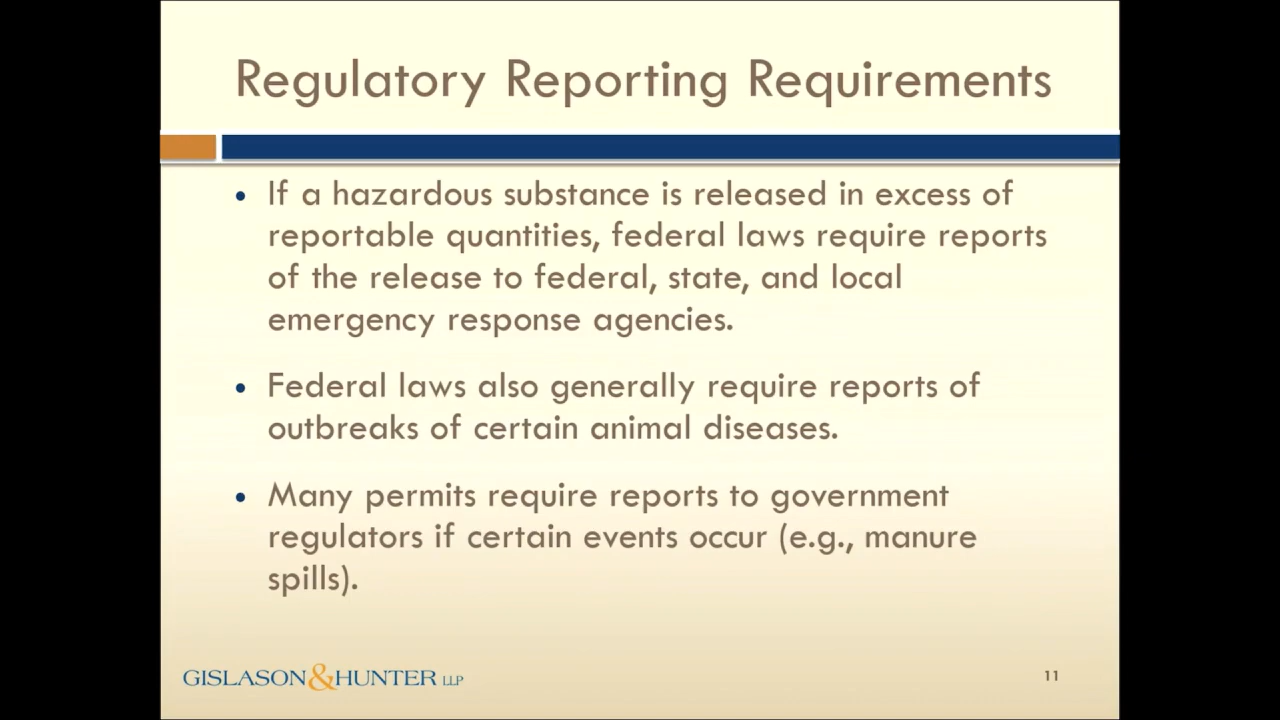 Regulatory Reporting Requirements
• If a hazardous substance is released in excess of
reportable quantities, federal laws require reports
of the release to federal, state, and local
emergency response agencies.
• Federal laws also generally require reports of
outbreaks of certain animal diseases.
• Many permits require reports to government
regulators if certain events occur (e.g., manure
spills).
GISLASON&HUNTER LLP
11